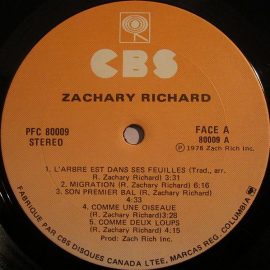 CBS
ZACHARY RICHARD
PFC 80009
STEREO
FACE A
80009 A
℗ 1978 Zach Rich Inc.
1. L'ARBRE EST DANS SES FEUILLES (Trad., arr.
R. Zachary Richard) 3:31
2. MIGRATION (R. Zachary Richard) 6:16
3. SON PREMIER BAL (R. Zachary Richard)
4:33
4. COMME UNE OISEAUE
(R. Zachary Richard)3:28
5. COMME DEUX LOUPS
(R. Zachary Richard) 4:15
Prod: Zach Rich Inc.
FABRIQUE PAR CBS DISQUES CANADA LTEE, MARCAS REG. COLUMBIA